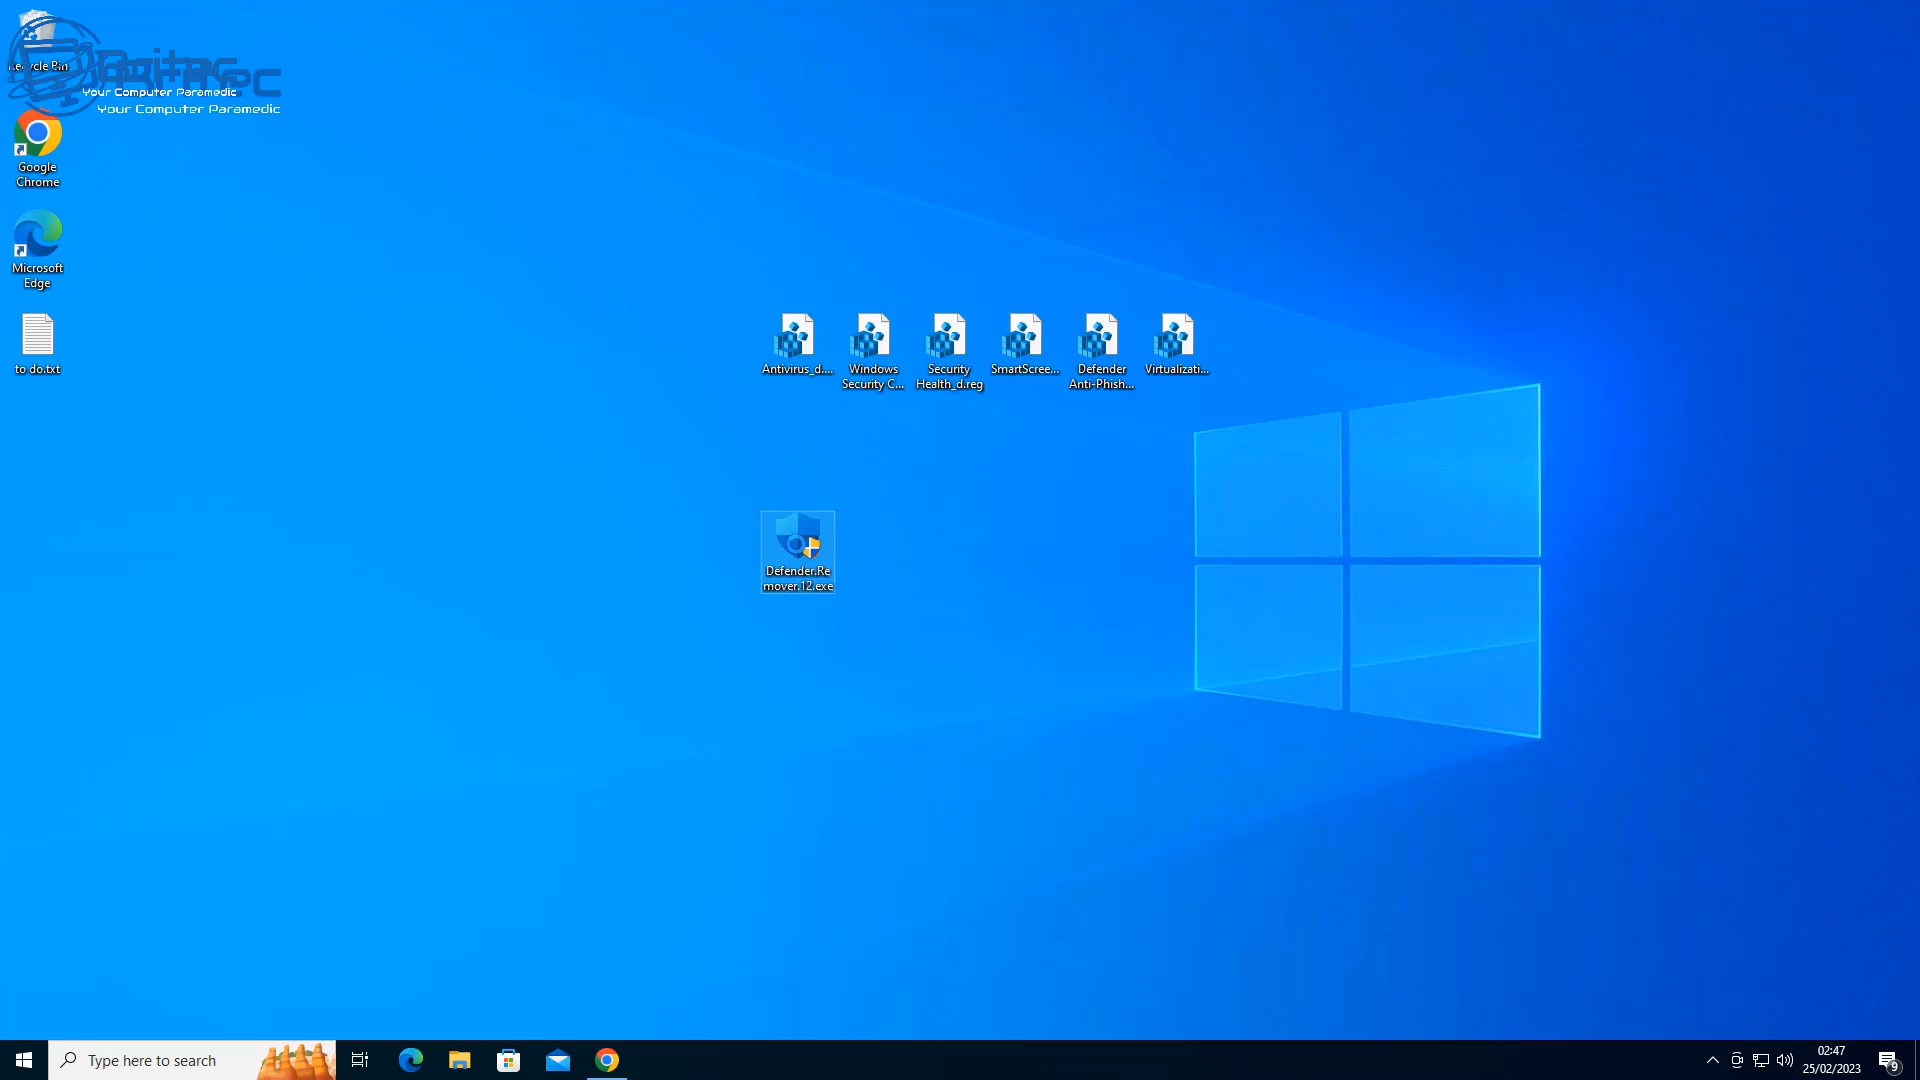 Recycle Bin
Britec
Your Computer Paramedic
Your Computer Paramedic
Google
Chrome
Microsoft
Edge
to do.txt
Antivirus_d....
Windows
Security C...
Security
Health_d.reg
SmartScree...
Defender
Anti-Phish...
Virtualizati...
Defender.Re
mover.12.exe
Type here to search
02:47
25/02/2023
9